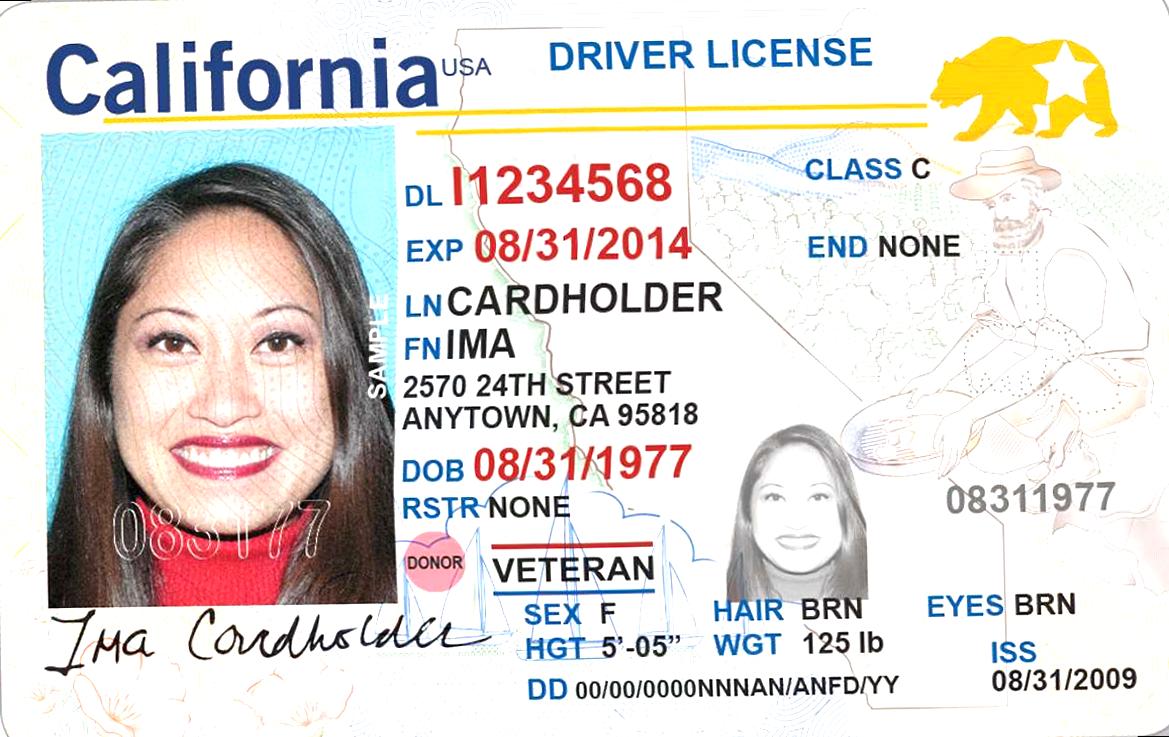 California USA DRIVER LICENSE
DL I1234568
CLASS C
EXP 08/31/2014
END NONE
LN CARDHOLDER
FN IMA
2570 24TH STREET
ANYTOWN, CA 95818
DOB 08/31/1977
RSTR NONE
08311977
SAMPLE
083177
DONOR
VETERAN
SEX F HAIR BRN EYES BRN
HGT 5'-05" WGT 125 lb
ISS
08/31/2009
DD 00/00/0000NNNAN/ANFD/YY
Ima Cardholder